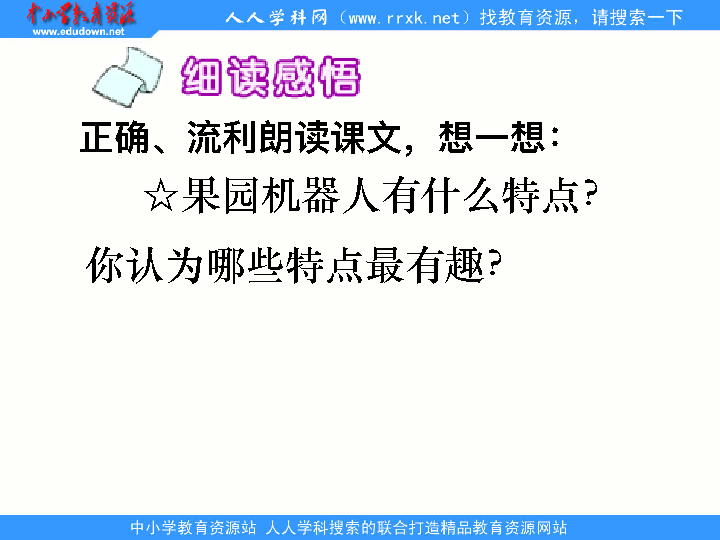 中小学教育资源
www.edudown.net
人人学科网（www.rrxk.net）找教育资源，请搜索一下
细读感悟
正确、流利朗读课文，想一想：
☆果园机器人有什么特点？
你认为哪些特点最有趣？
中小学教育资源站 人人学科搜索的联合打造精品教育资源网站